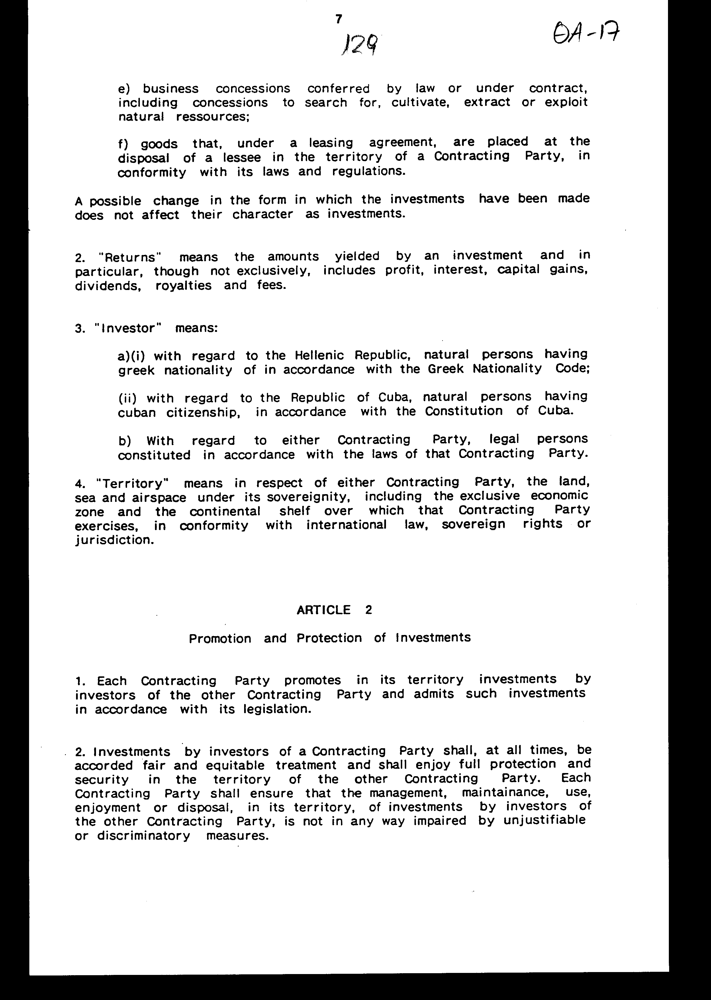 7
129
ΘA-17
e) business concessions conferred by law or under contract,
including concessions to search for, cultivate, extract or exploit
natural ressources;
f) goods that, under a leasing agreement, are placed at the
disposal of a lessee in the territory of a Contracting Party, in
conformity with its laws and regulations.
A possible change in the form in which the investments have been made
does not affect their character as investments.
2. "Returns" means the amounts yielded by an investment and in
particular, though not exclusively, includes profit, interest, capital gains,
dividends, royalties and fees.
3. "Investor" means:
a)(i) with regard to the Hellenic Republic, natural persons having
greek nationality of in accordance with the Greek Nationality Code;
(ii) with regard to the Republic of Cuba, natural persons having
cuban citizenship, in accordance with the Constitution of Cuba.
b) With regard to either Contracting Party, legal persons
constituted in accordance with the laws of that Contracting Party.
4. "Territory" means in respect of either Contracting Party, the land,
sea and airspace under its sovereignity, including the exclusive economic
zone and the continental shelf over which that Contracting Party
exercises, in conformity with international law, sovereign rights or
jurisdiction.
ARTICLE 2
Promotion and Protection of Investments
1. Each Contracting Party promotes in its territory investments by
investors of the other Contracting Party and admits such investments
in accordance with its legislation.
2. Investments by investors of a Contracting Party shall, at all times, be
accorded fair and equitable treatment and shall enjoy full protection and
security in the territory of the other Contracting Party. Each
Contracting Party shall ensure that the management, maintainance, use,
enjoyment or disposal, in its territory, of investments by investors of
the other Contracting Party, is not in any way impaired by unjustifiable
or discriminatory measures.